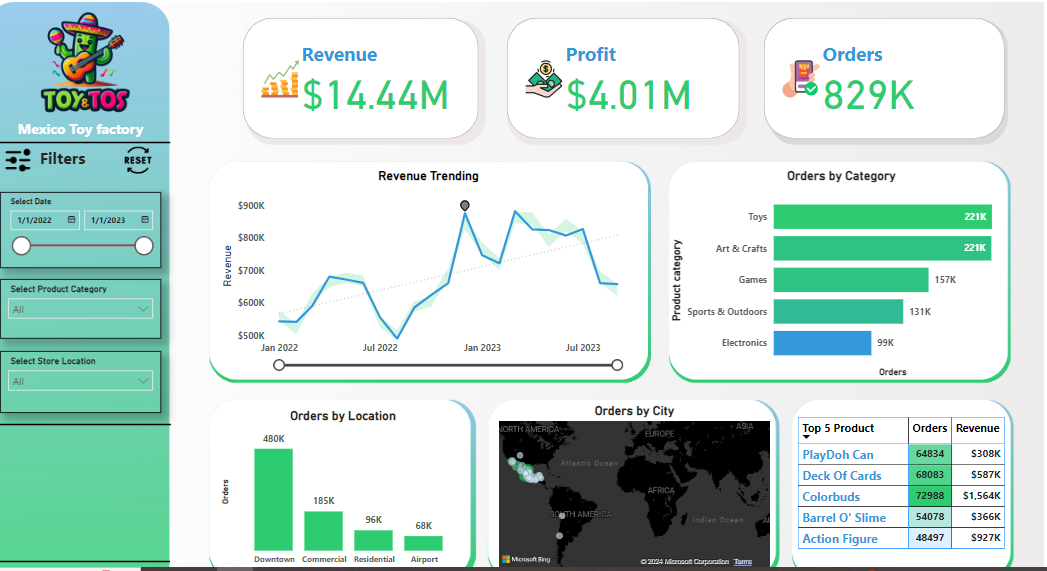 TOY&TOS
Mexico Toy factory
Filters
RESET
Select Date
1/1/2022
1/1/2023
Select Product Category
All
Select Store Location
All
Revenue
$14.44M
Profit
$4.01M
Orders
829K
Revenue Trending
Revenue
$900K
$800K
$700K
$600K
$500K
Jan 2022 Jul 2022 Jan 2023 Jul 2023
Orders by Category
Product category
Toys 221K
Art & Crafts 221K
Games 157K
Sports & Outdoors 131K
Electronics 99K
Orders
Orders by Location
Orders
480K
185K
96K
68K
Downtown Commercial Residential Airport
Orders by City
NORTH AMERICA
EUROPE
ASIA
Atlantic Ocean
AFRICA
SOUTH AMERICA
Indian Ocean
Microsoft Bing
© 2024 Microsoft Corporation Terms
Top 5 Product Orders Revenue
PlayDoh Can 64834 $308K
Deck Of Cards 68083 $587K
Colorbuds 72988 $1,564K
Barrel O' Slime 54078 $366K
Action Figure 48497 $927K